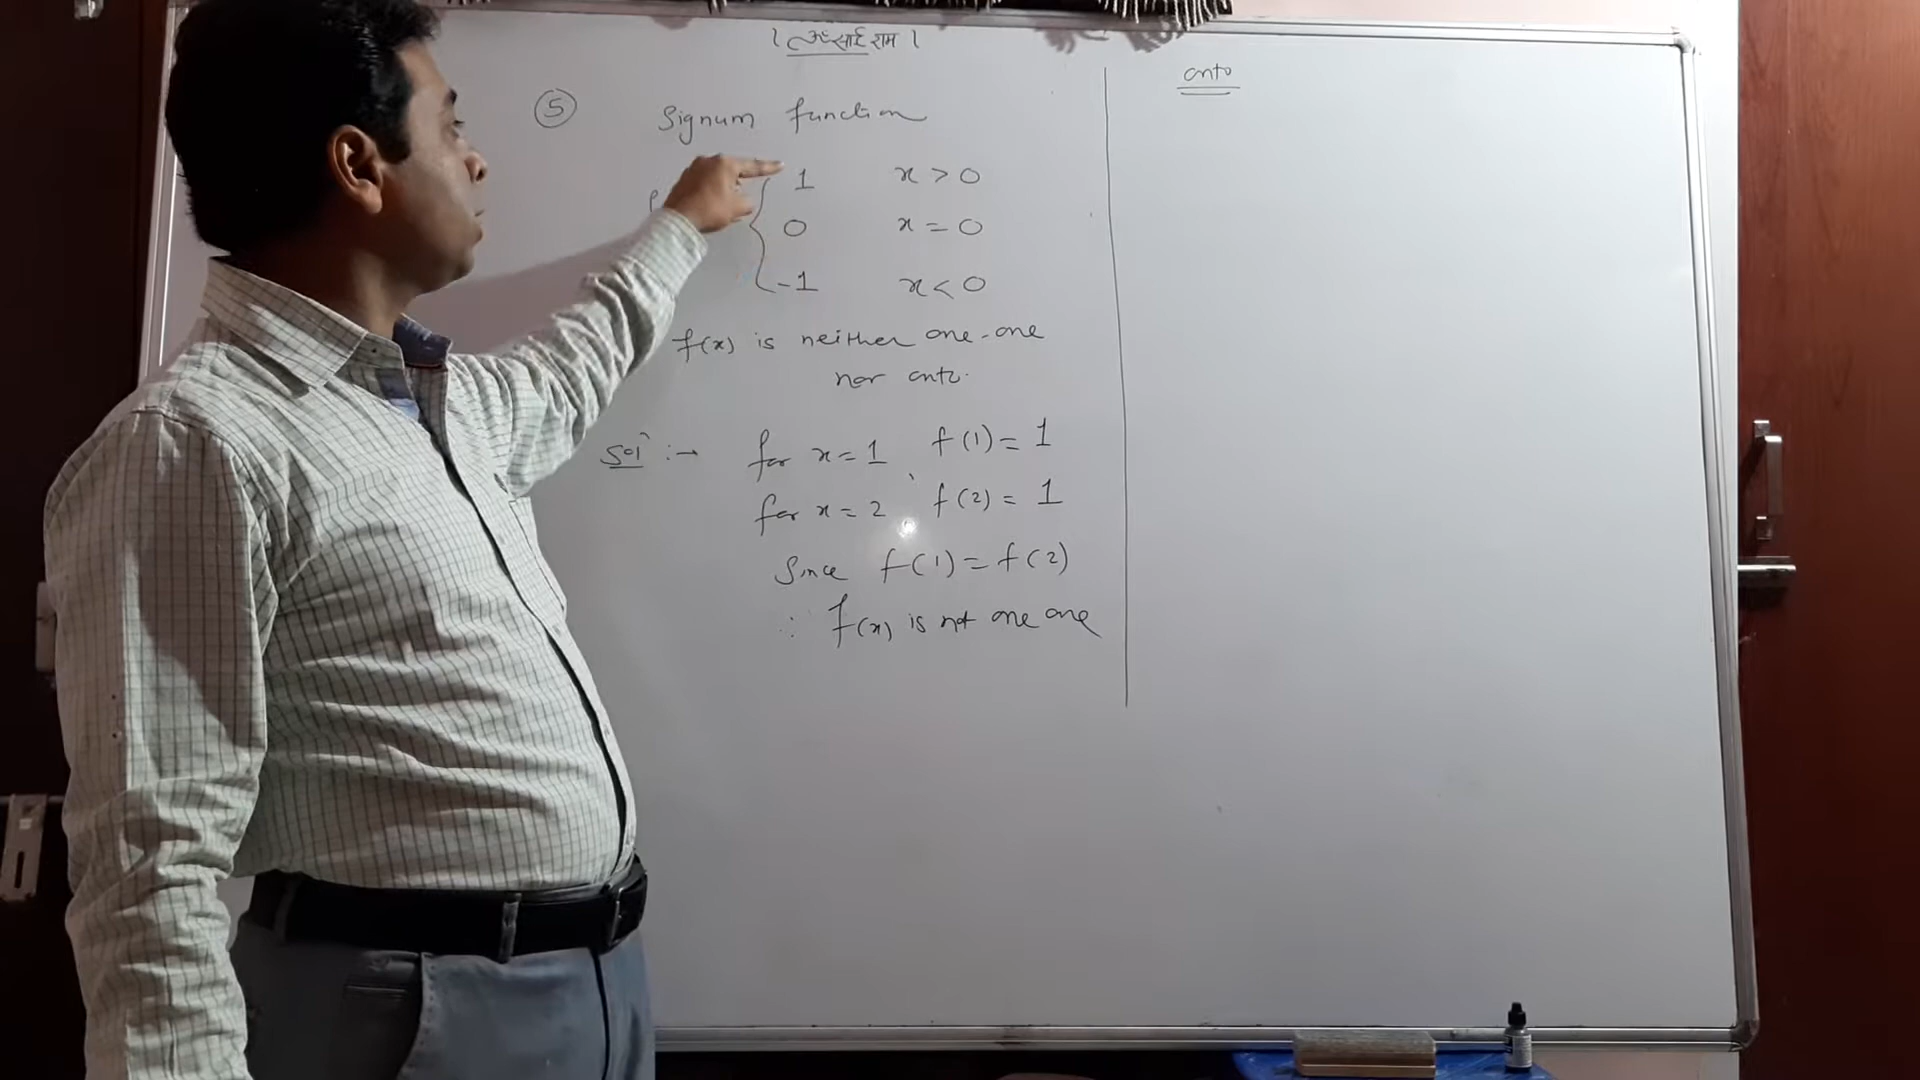 । ॐ साईं राम ।
5 Signum function
1 x > 0
0 x = 0
-1 x < 0
f(x) is neither one-one
nor onto.
Solⁿ :→ for x = 1, f(1) = 1
for x = 2, f(2) = 1
Since f(1) = f(2)
∴ f(x) is not one one
onto